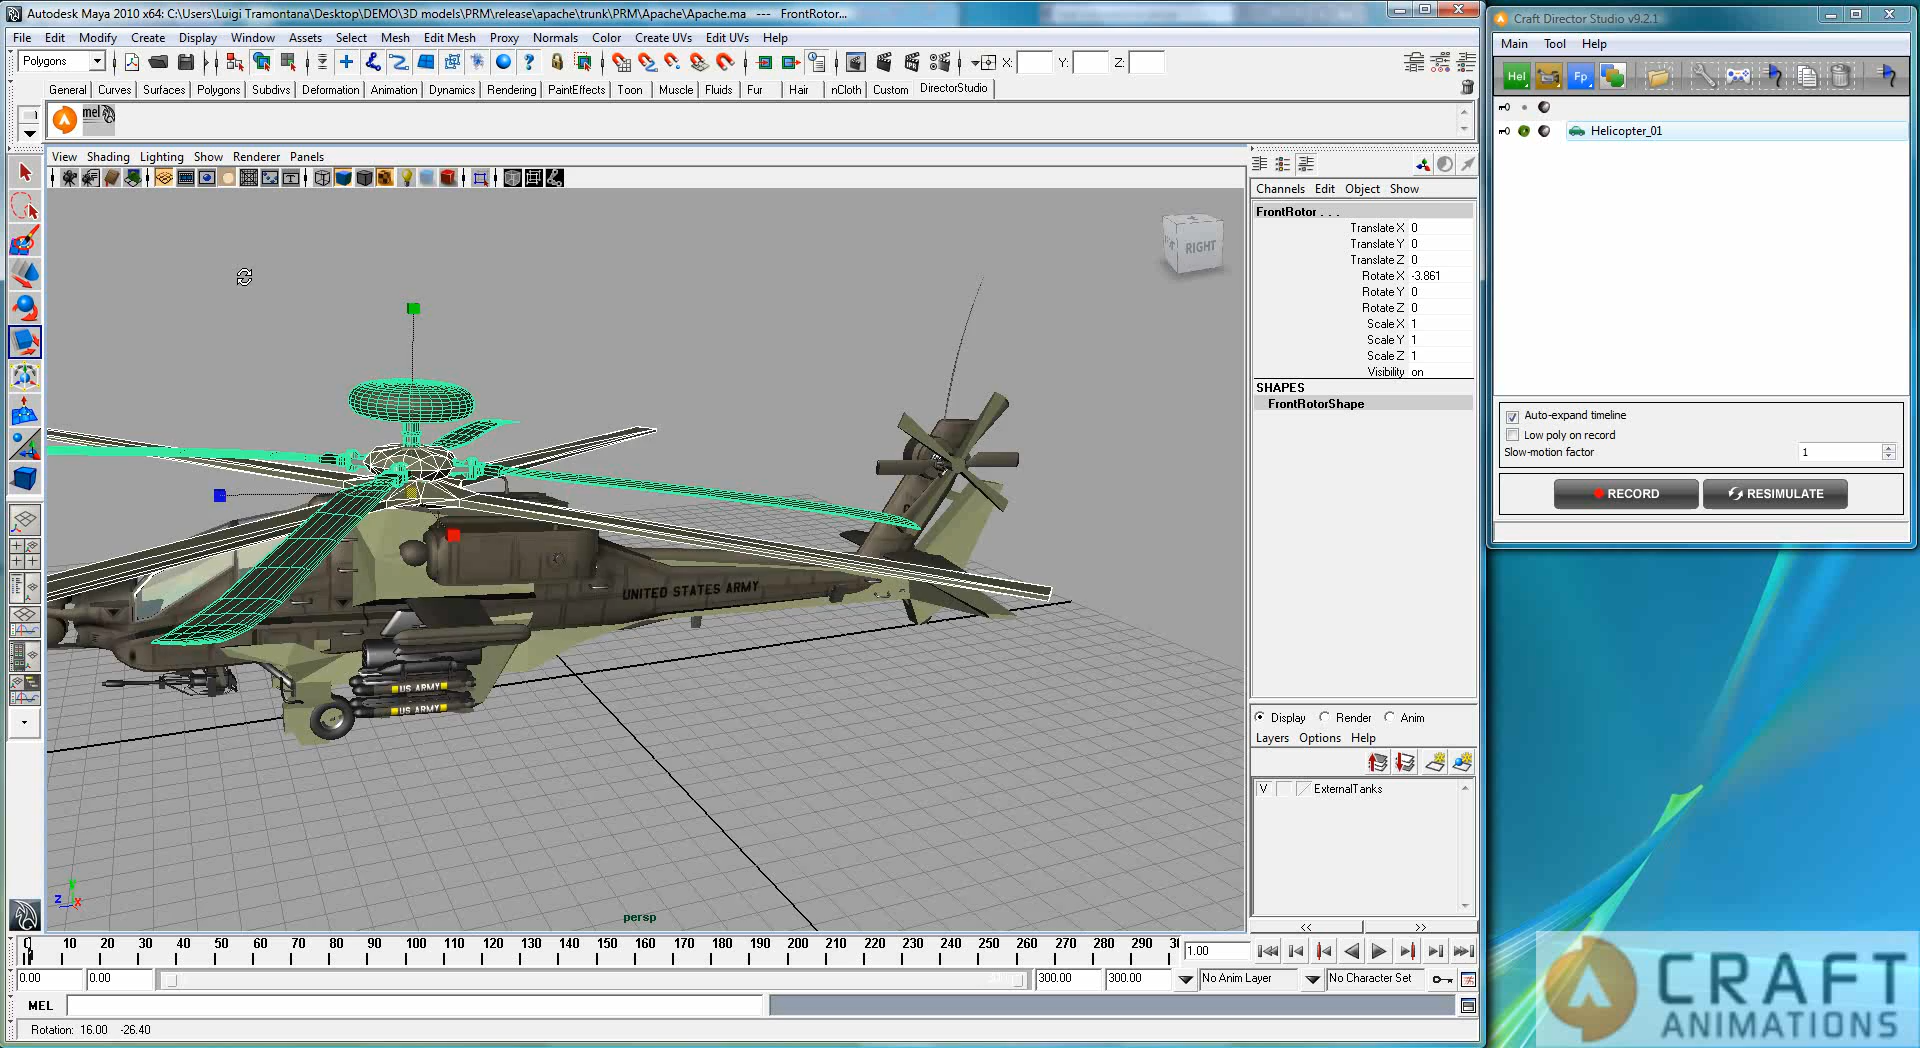 Autodesk Maya 2010 x64: C:\Users\Luigi Tramontana\Desktop\DEMO\3D models\PRM\release\apache\trunk\PRM\Apache\Apache.ma --- FrontRotor...
File Edit Modify Create Display Window Assets Select Mesh Edit Mesh Proxy Normals Color Create UVs Edit UVs Help
Polygons X: Y: Z:
General Curves Surfaces Polygons Subdivs Deformation Animation Dynamics Rendering PaintEffects Toon Muscle Fluids Fur Hair nCloth Custom DirectorStudio
mel
View Shading Lighting Show Renderer Panels
RIGHT
UNITED STATES ARMY
US ARMY
US ARMY
persp
Channels Edit Object Show
FrontRotor . . .
Translate X 0
Translate Y 0
Translate Z 0
Rotate X -3.861
Rotate Y 0
Rotate Z 0
Scale X 1
Scale Y 1
Scale Z 1
Visibility on
SHAPES
FrontRotorShape
Display Render Anim
Layers Options Help
V ExternalTanks
<< >>
0 10 20 30 40 50 60 70 80 90 100 110 120 130 140 150 160 170 180 190 200 210 220 230 240 250 260 270 280 290
1.00
0.00 0.00 300.00 300.00 No Anim Layer No Character Set
MEL
Rotation: 16.00 -26.40
Craft Director Studio v9.2.1
Main Tool Help
Hel Fp
Helicopter_01
Auto-expand timeline
Low poly on record
Slow-motion factor 1
RECORD RESIMULATE
CRAFT
ANIMATIONS